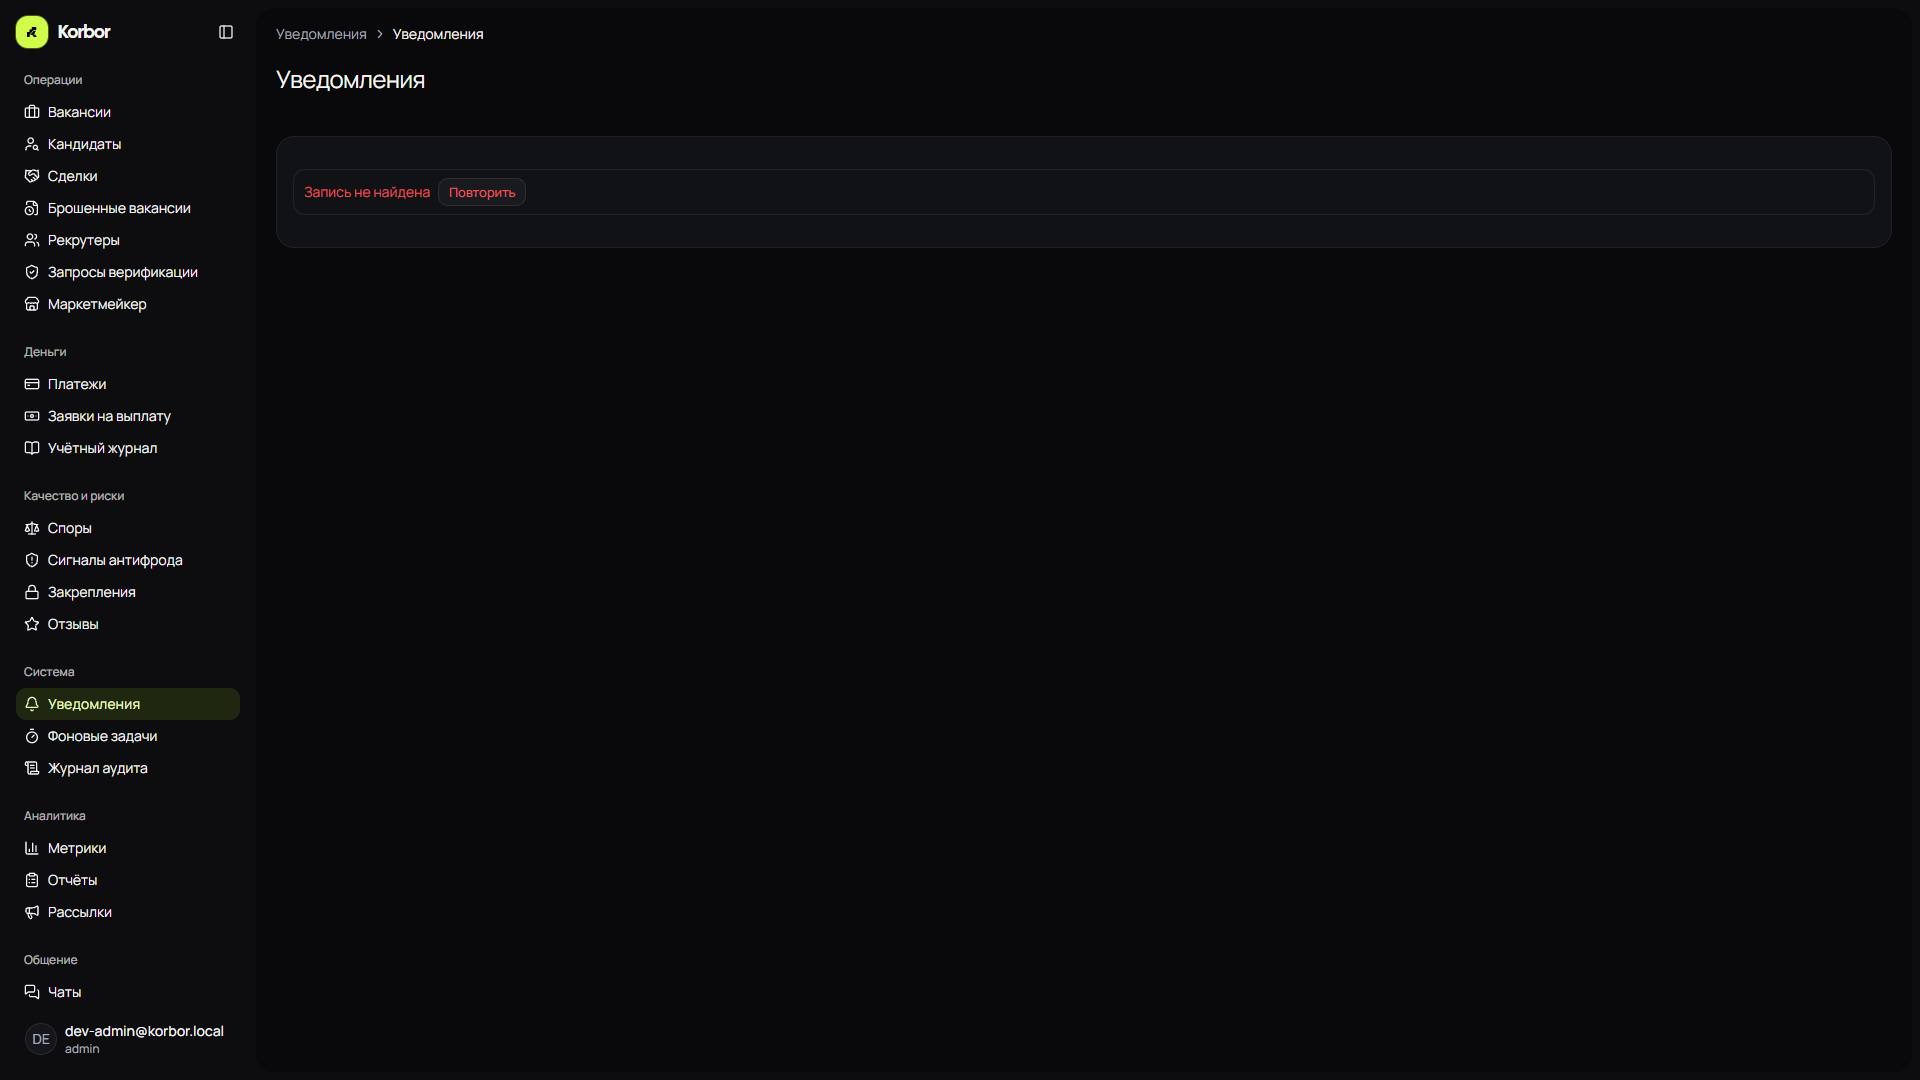 Korbor
Операции
Вакансии
Кандидаты
Сделки
Брошенные вакансии
Рекрутеры
Запросы верификации
Маркетмейкер
Деньги
Платежи
Заявки на выплату
Учётный журнал
Качество и риски
Споры
Сигналы антифрода
Закрепления
Отзывы
Система
Уведомления
Фоновые задачи
Журнал аудита
Аналитика
Метрики
Отчёты
Рассылки
Общение
Чаты
DE
dev-admin@korbor.local
admin
Уведомления > Уведомления
Уведомления
Запись не найдена Повторить